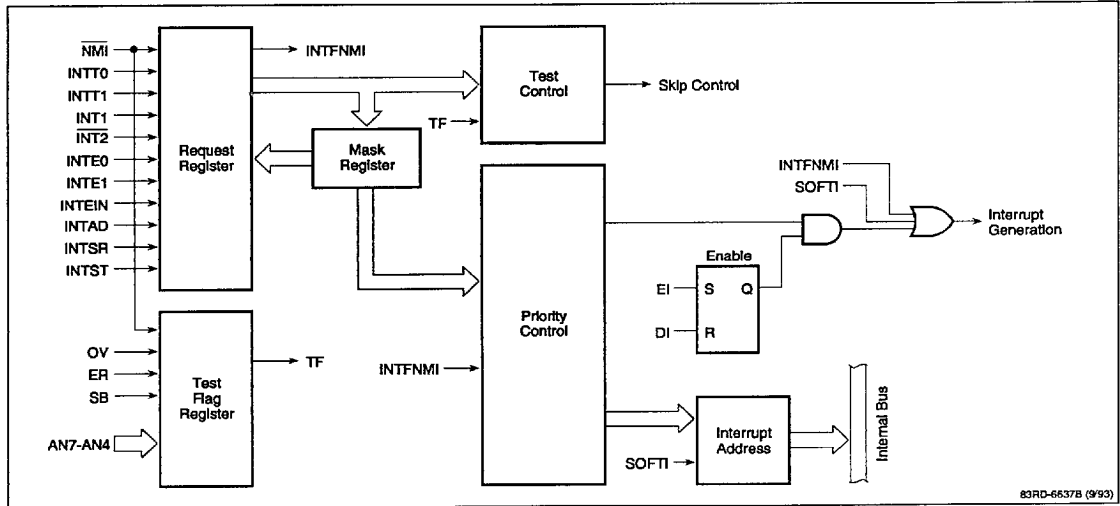 N̅M̅I̅
INTT0
INTT1
INT1
I̅N̅T̅2̅
INTE0
INTE1
INTEIN
INTAD
INTSR
INTST
Request
Register
INTFNMI
Mask
Register
TF
Test
Control
Skip Control
OV
ER
SB
AN7-AN4
Test
Flag
Register
TF
INTFNMI
Priority
Control
INTFNMI
SOFTI
Interrupt
Generation
Enable
EI
S
Q
DI
R
SOFTI
Interrupt
Address
Internal Bus
83RD-6637B (9/93)